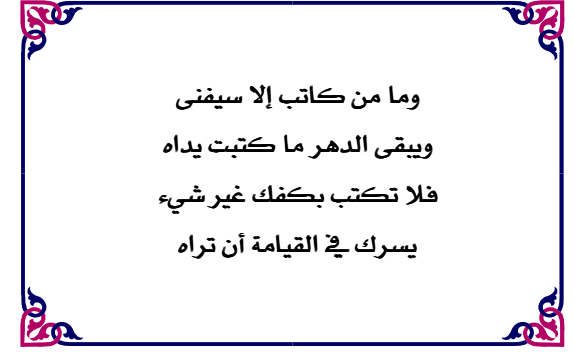 وما من كاتب إلا سيفنى
ويبقى الدهر ما كتبت يداه
فلا تكتب بكفك غير شيء
يسرك في القيامة أن تراه